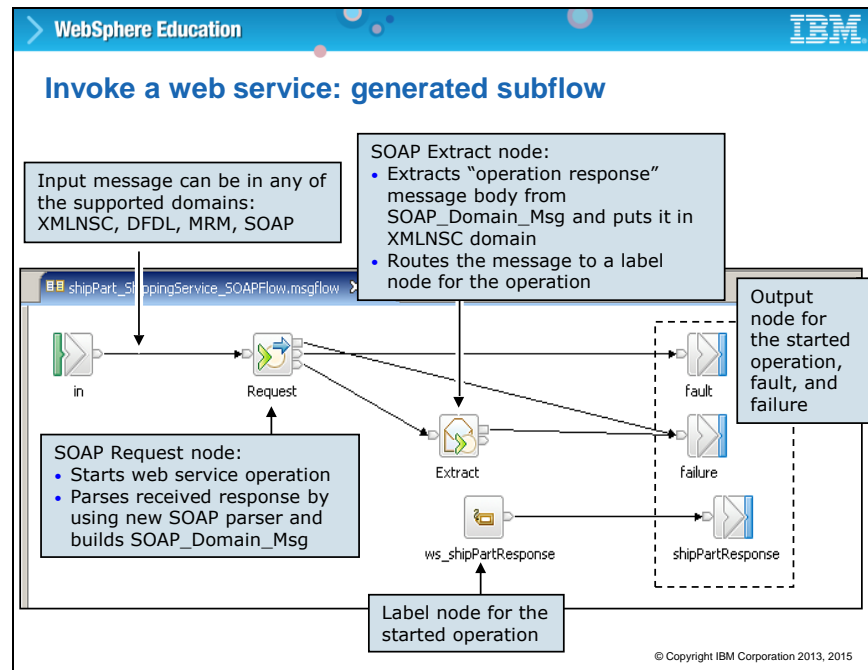 WebSphere Education
IBM.
Invoke a web service: generated subflow
Input message can be in any of
the supported domains:
XMLNSC, DFDL, MRM, SOAP
SOAP Extract node:
• Extracts “operation response”
message body from
SOAP_Domain_Msg and puts it in
XMLNSC domain
• Routes the message to a label
node for the operation
shipPart_ShippingService_SOAPFlow.msgflow
Output
node for
the started
operation,
fault, and
failure
in
Request
fault
SOAP Request node:
• Starts web service operation
• Parses received response by
using new SOAP parser and
builds SOAP_Domain_Msg
Extract
failure
ws_shipPartResponse
shipPartResponse
Label node for the
started operation
© Copyright IBM Corporation 2013, 2015